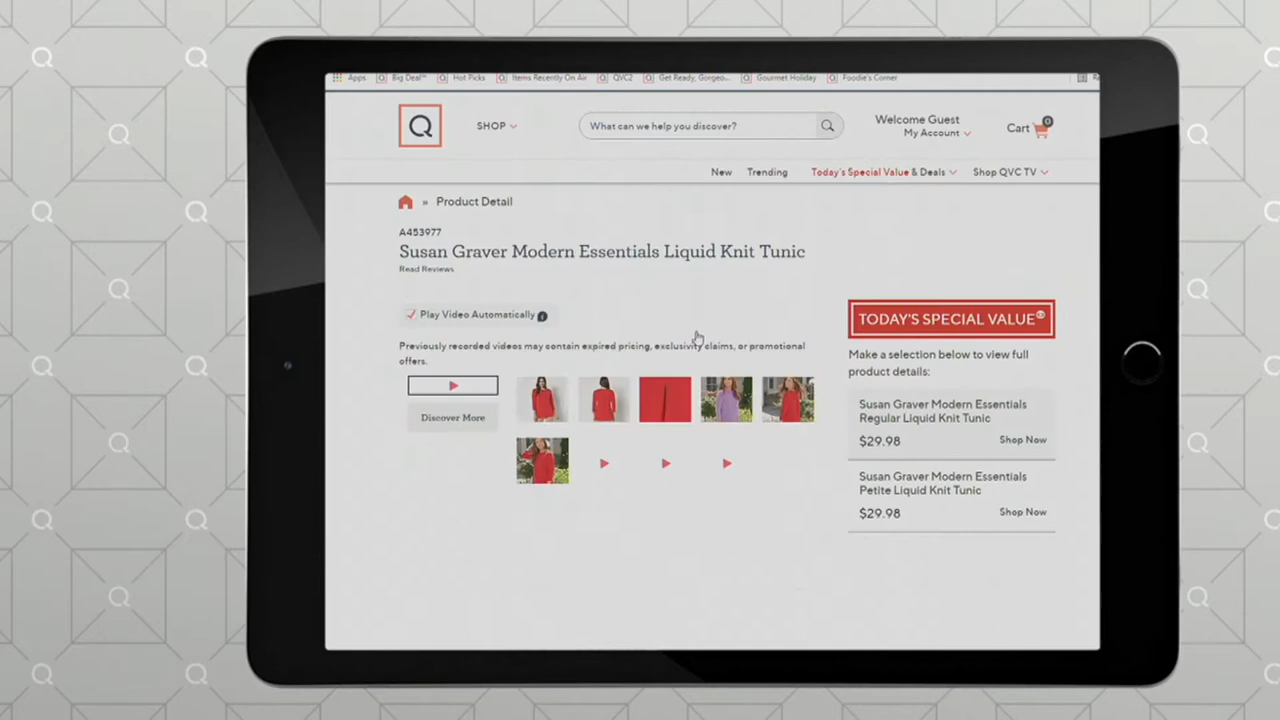 Apps Big Deal™ Hot Picks Items Recently On Air QVC2 Get Ready, Gorgeo... Gourmet Holiday Foodie's Corner
Q
SHOP
What can we help you discover?
Welcome Guest
My Account
Cart
0
New Trending Today's Special Value & Deals Shop QVC TV
» Product Detail
A453977
Susan Graver Modern Essentials Liquid Knit Tunic
Read Reviews
Play Video Automatically
Previously recorded videos may contain expired pricing, exclusivity claims, or promotional
offers.
Discover More
TODAY'S SPECIAL VALUE®
Make a selection below to view full
product details:
Susan Graver Modern Essentials
Regular Liquid Knit Tunic
$29.98 Shop Now
Susan Graver Modern Essentials
Petite Liquid Knit Tunic
$29.98 Shop Now